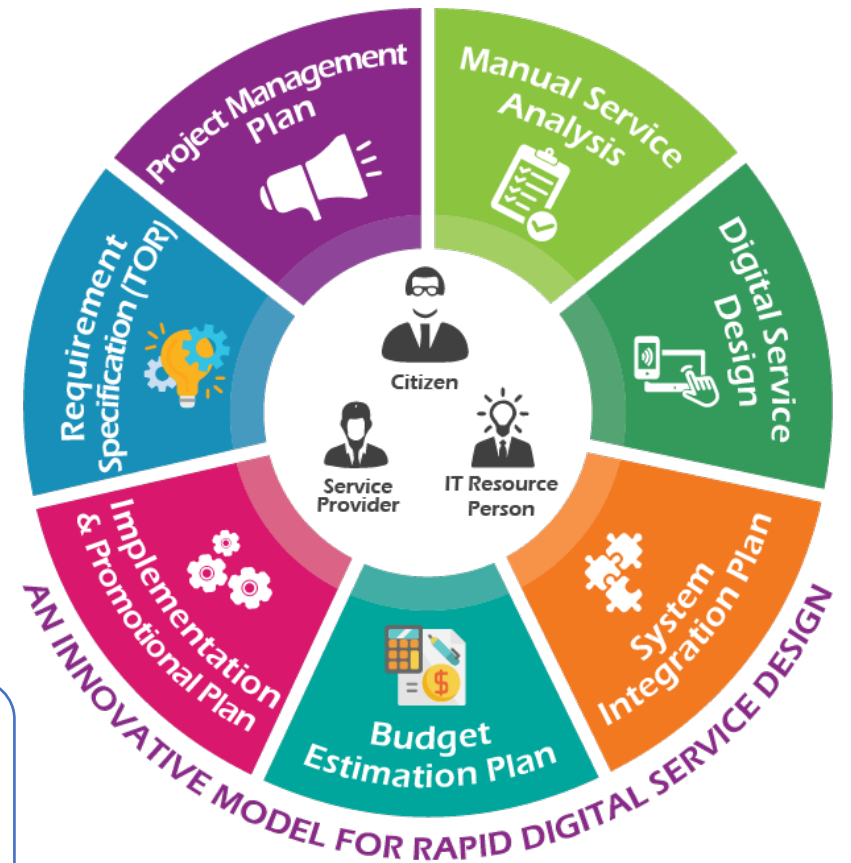 Project Management
Plan
Manual Service
Analysis
Digital Service
Design
System
Integration Plan
Budget
Estimation Plan
Implementation
& Promotional Plan
Requirement
Specification (TOR)
Citizen
Service
Provider
IT Resource
Person
AN INNOVATIVE MODEL FOR RAPID DIGITAL SERVICE DESIGN